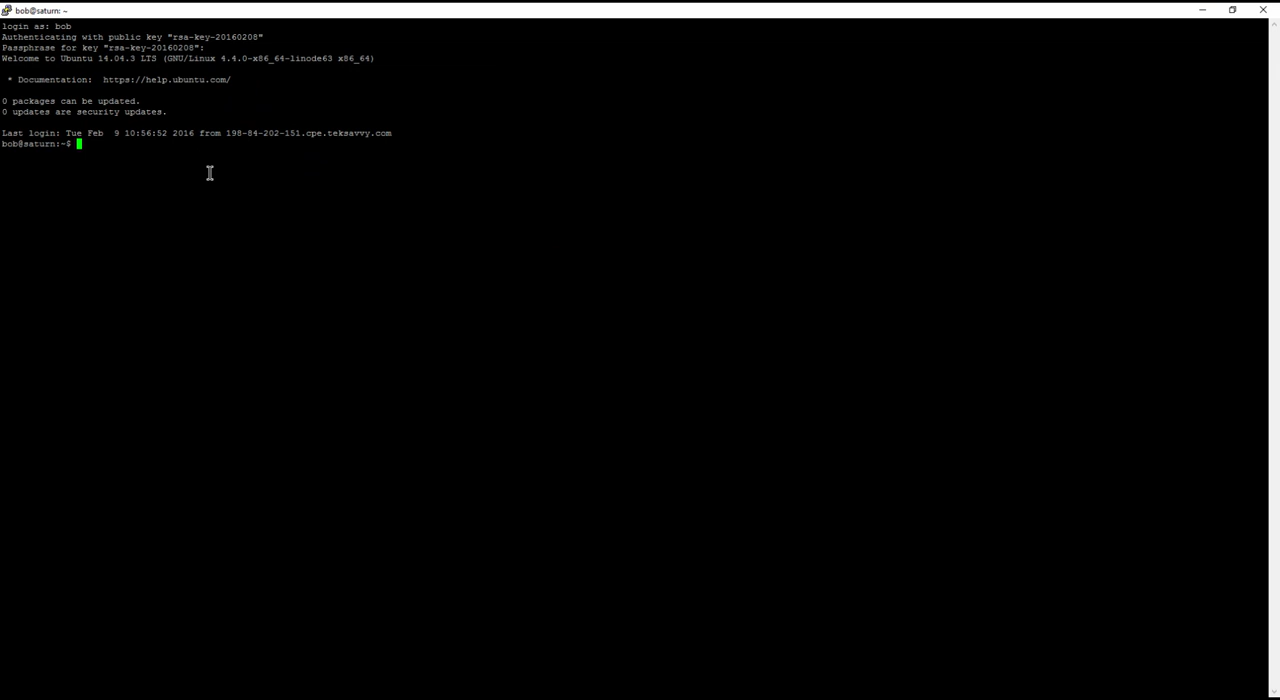 bob@saturn: ~
login as: bob
Authenticating with public key "rsa-key-20160208"
Passphrase for key "rsa-key-20160208":
Welcome to Ubuntu 14.04.3 LTS (GNU/Linux 4.4.0-x86_64-linode63 x86_64)
* Documentation:  https://help.ubuntu.com/
0 packages can be updated.
0 updates are security updates.
Last login: Tue Feb  9 10:56:52 2016 from 198-84-202-151.cpe.teksavvy.com
bob@saturn:~$